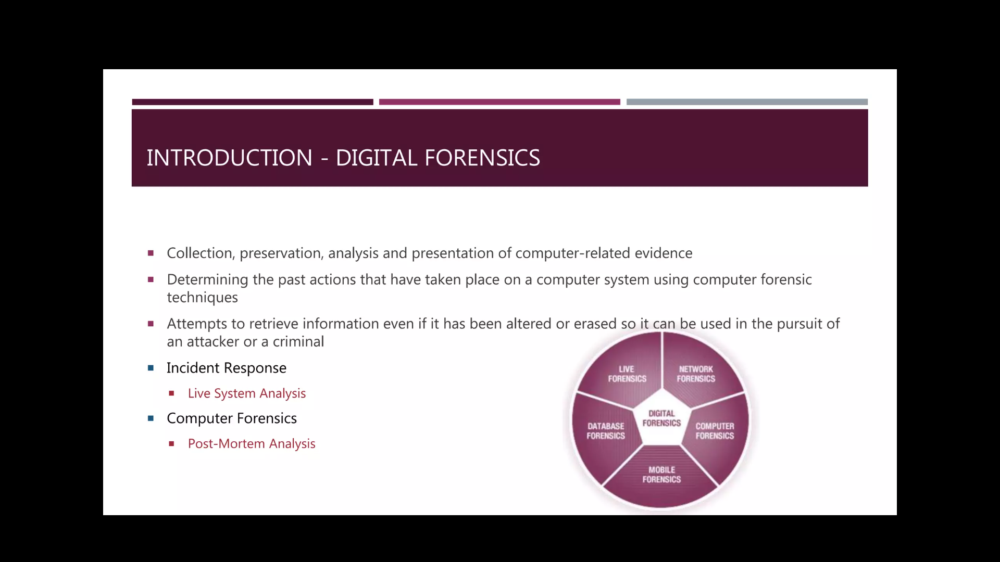 INTRODUCTION - DIGITAL FORENSICS
Collection, preservation, analysis and presentation of computer-related evidence
Determining the past actions that have taken place on a computer system using computer forensic
techniques
Attempts to retrieve information even if it has been altered or erased so it can be used in the pursuit of
an attacker or a criminal
Incident Response
Live System Analysis
Computer Forensics
Post-Mortem Analysis
LIVE
FORENSICS
NETWORK
FORENSICS
DIGITAL
FORENSICS
DATABASE
FORENSICS
COMPUTER
FORENSICS
MOBILE
FORENSICS